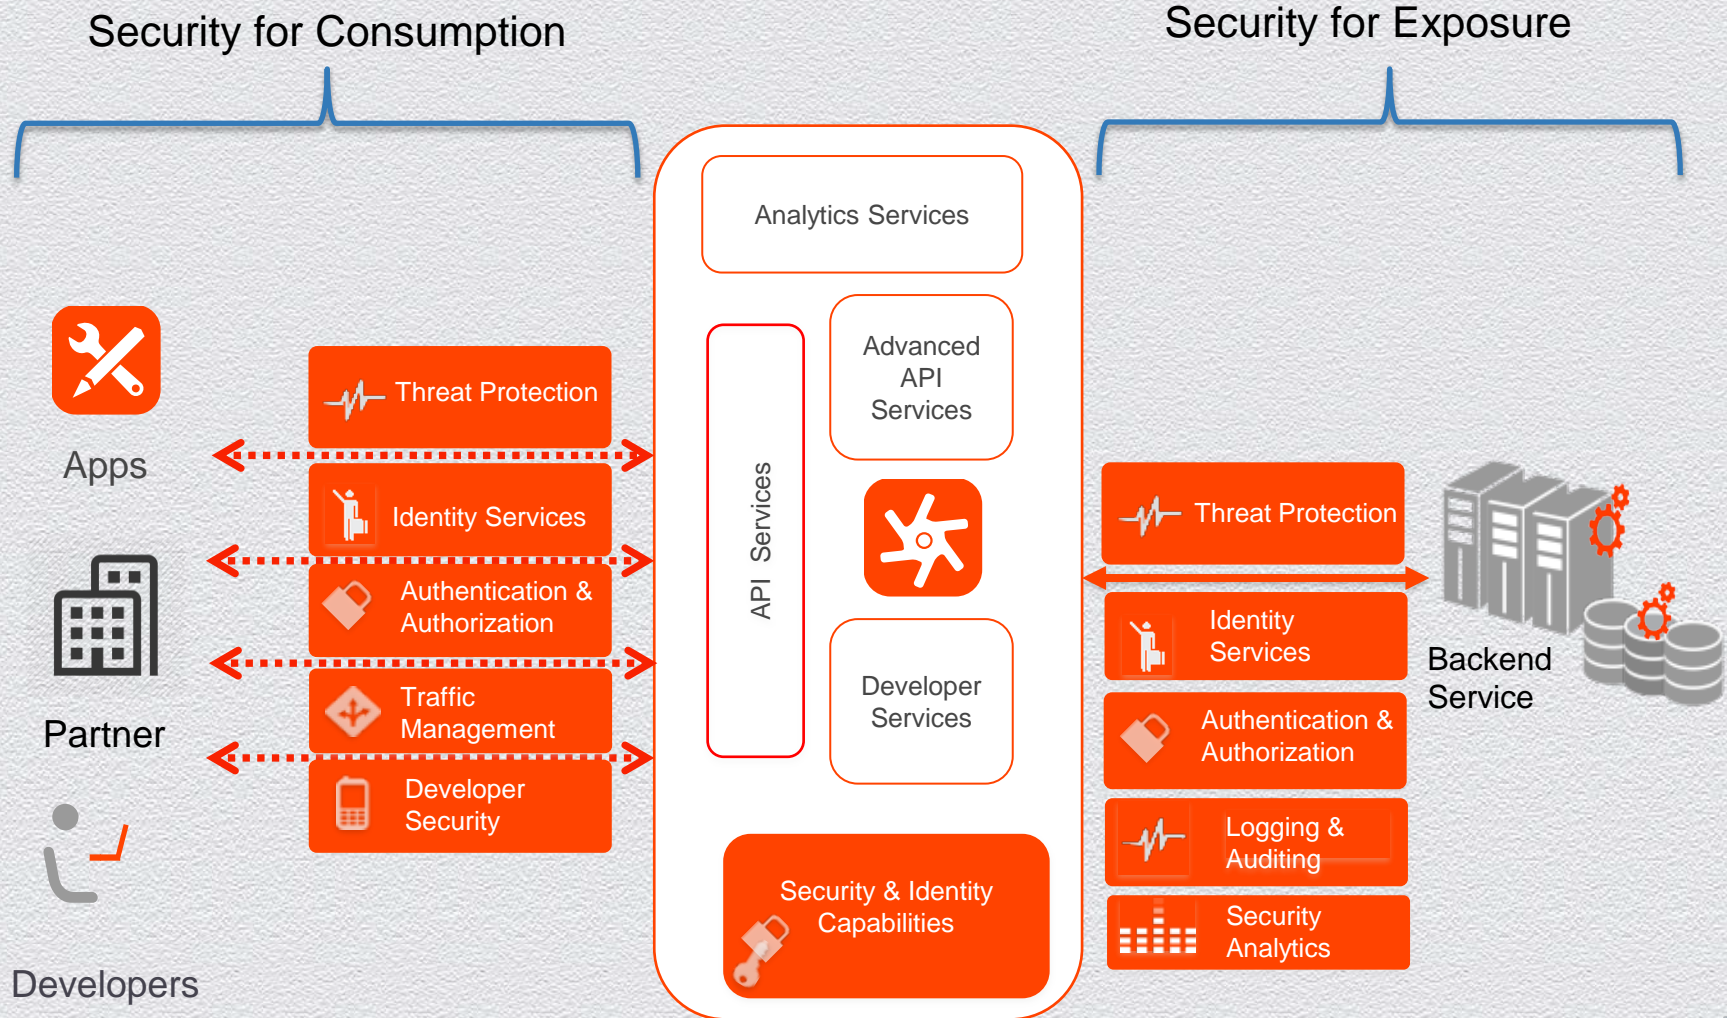 Security for Consumption
Security for Exposure
Analytics Services
Advanced
API
Services
API Services
Developer
Services
Security & Identity
Capabilities
Apps
Partner
Developers
Threat Protection
Identity Services
Authentication &
Authorization
Traffic
Management
Developer
Security
Threat Protection
Identity
Services
Authentication &
Authorization
Logging &
Auditing
Security
Analytics
Backend
Service